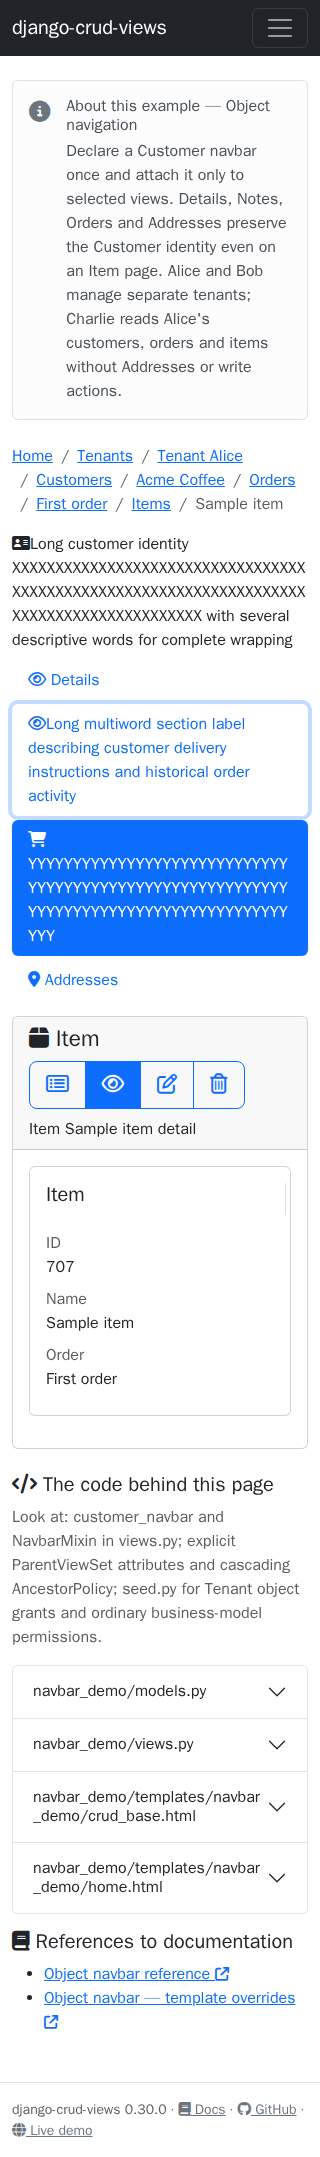 django-crud-views
About this example — Object
navigation
Declare a Customer navbar
once and attach it only to
selected views. Details, Notes,
Orders and Addresses preserve
the Customer identity even on
an Item page. Alice and Bob
manage separate tenants;
Charlie reads Alice's
customers, orders and items
without Addresses or write
actions.
Home / Tenants / Tenant Alice
/ Customers / Acme Coffee / Orders
/ First order / Items / Sample item
Long customer identity
XXXXXXXXXXXXXXXXXXXXXXXXXXXXXXXXXX
XXXXXXXXXXXXXXXXXXXXXXXXXXXXXXXXXX
XXXXXXXXXXXXXXXXXXXXXX with several
descriptive words for complete wrapping
Details
Long multiword section label
describing customer delivery
instructions and historical order
activity
YYYYYYYYYYYYYYYYYYYYYYYYYYYYY
YYYYYYYYYYYYYYYYYYYYYYYYYYYYY
YYYYYYYYYYYYYYYYYYYYYYYYYYYYY
YYY
Addresses
Item
Item Sample item detail
Item
ID
707
Name
Sample item
Order
First order
The code behind this page
Look at: customer_navbar and
NavbarMixin in views.py; explicit
ParentViewSet attributes and cascading
AncestorPolicy; seed.py for Tenant object
grants and ordinary business-model
permissions.
navbar_demo/models.py
navbar_demo/views.py
navbar_demo/templates/navbar
_demo/crud_base.html
navbar_demo/templates/navbar
_demo/home.html
References to documentation
Object navbar reference
Object navbar — template overrides
django-crud-views 0.30.0 · Docs · GitHub ·
Live demo